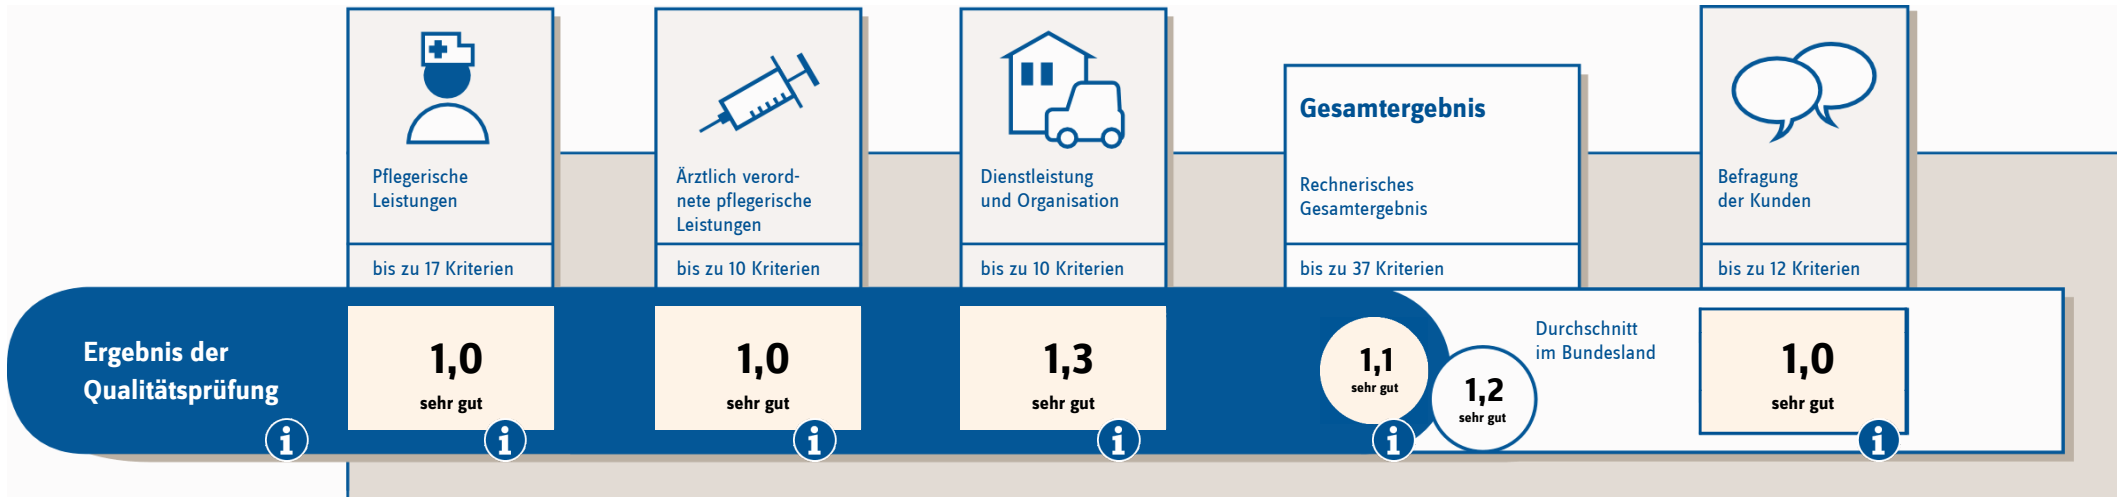 Pflegerische
Leistungen
bis zu 17 Kriterien
Ärztlich verord-
nete pflegerische
Leistungen
bis zu 10 Kriterien
Dienstleistung
und Organisation
bis zu 10 Kriterien
Gesamtergebnis
Rechnerisches
Gesamtergebnis
bis zu 37 Kriterien
Befragung
der Kunden
bis zu 12 Kriterien
Ergebnis der
Qualitätsprüfung
i
1,0
sehr gut
i
1,0
sehr gut
i
1,3
sehr gut
i
1,1
sehr gut
i
1,2
sehr gut
Durchschnitt
im Bundesland
1,0
sehr gut
i